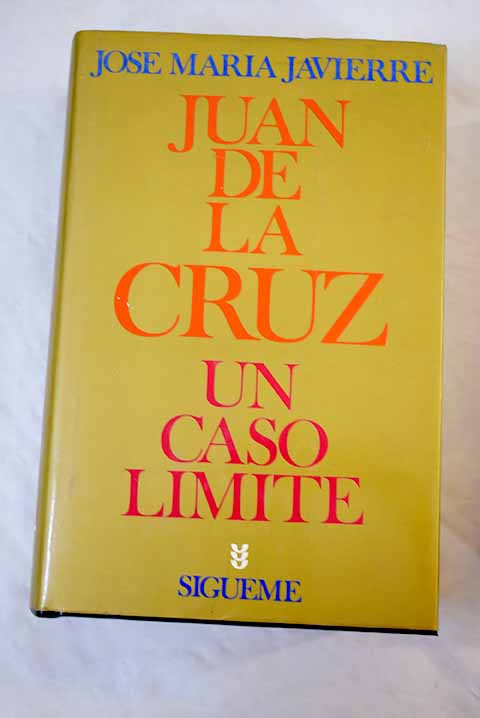 JOSE MARIA JAVIERRE
JUAN
DE
LA
CRUZ
UN
CASO
LIMITE
SIGUEME